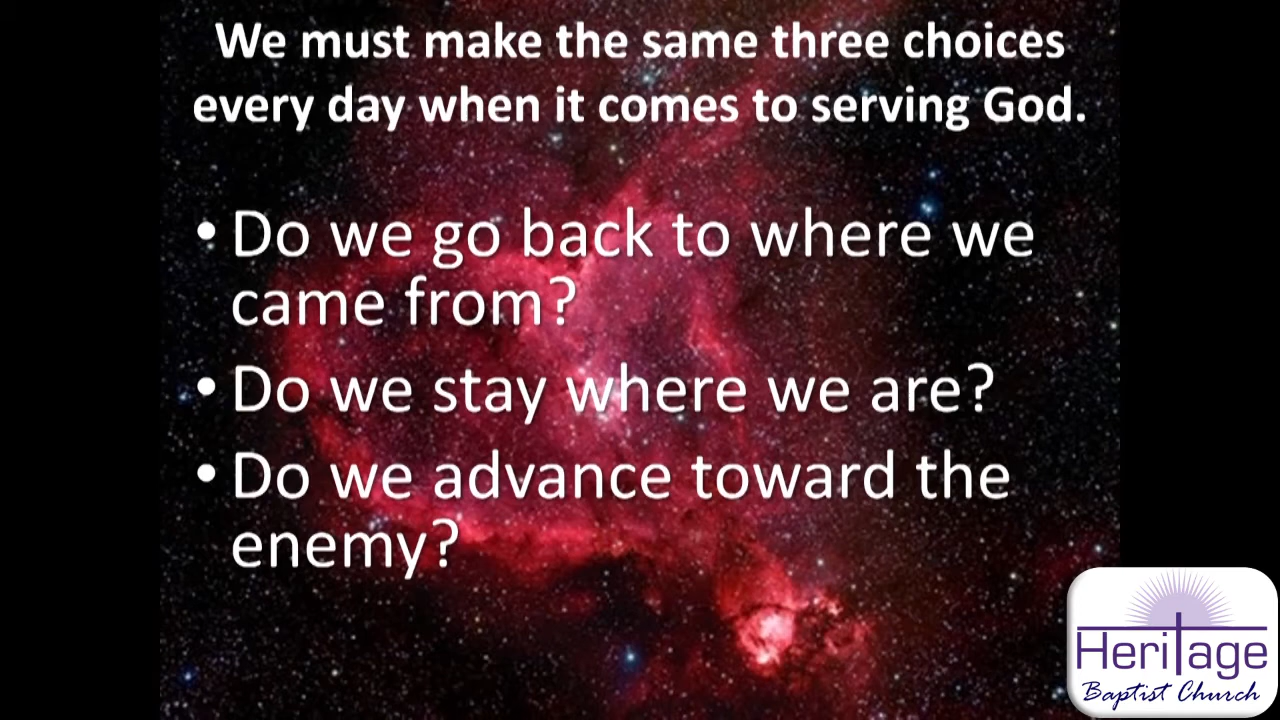 We must make the same three choices
every day when it comes to serving God.
• Do we go back to where we
came from?
• Do we stay where we are?
• Do we advance toward the
enemy?
Heritage
Baptist Church